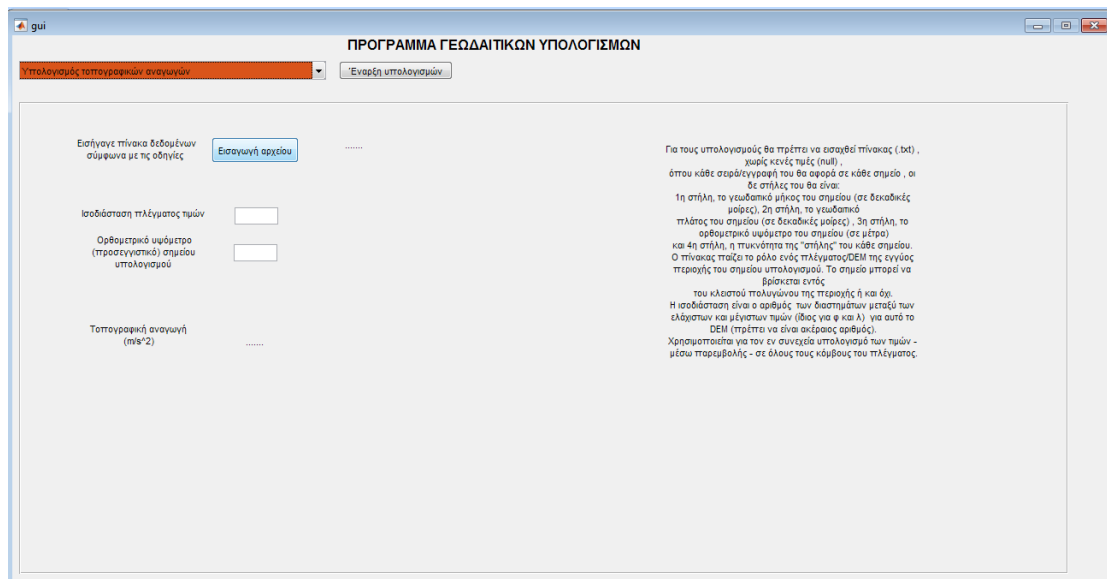 gui
ΠΡΟΓΡΑΜΜΑ ΓΕΩΔΑΙΤΙΚΩΝ ΥΠΟΛΟΓΙΣΜΩΝ
Υπολογισμός τοπογραφικών αναγωγών
Έναρξη υπολογισμών
Εισήγαγε πίνακα δεδομένων
σύμφωνα με τις οδηγίες
Εισαγωγή αρχείου
.......
Ισοδιάσταση πλέγματος τιμών
Ορθομετρικό υψόμετρο
(προσεγγιστικό) σημείου
υπολογισμού
Τοπογραφική αναγωγή
(m/s^2)
.......
Για τους υπολογισμούς θα πρέπει να εισαχθεί πίνακας (.txt) ,
χωρίς κενές τιμές (null) ,
όπου κάθε σειρά/εγγραφή του θα αφορά σε κάθε σημείο , οι
δε στήλες του θα είναι:
1η στήλη, το γεωδαιτικό μήκος του σημείου (σε δεκαδικές
μοίρες), 2η στήλη, το γεωδαιτικό
πλάτος του σημείου (σε δεκαδικές μοίρες) , 3η στήλη, το
ορθομετρικό υψόμετρο του σημείου (σε μέτρα)
και 4η στήλη, η πυκνότητα της "στήλης" του κάθε σημείου.
Ο πίνακας παίζει το ρόλο ενός πλέγματος/DEM της εγγύος
περιοχής του σημείου υπολογισμού. Το σημείο μπορεί να
βρίσκεται εντός
του κλειστού πολυγώνου της περιοχής ή και όχι.
Η ισοδιάσταση είναι ο αριθμός των διαστημάτων μεταξύ των
ελάχιστων και μέγιστων τιμών (ίδιος για φ και λ) για αυτό το
DEM (πρέπει να είναι ακέραιος αριθμός).
Χρησιμοποιείται για τον εν συνεχεία υπολογισμό των τιμών -
μέσω παρεμβολής - σε όλους τους κόμβους του πλέγματος.